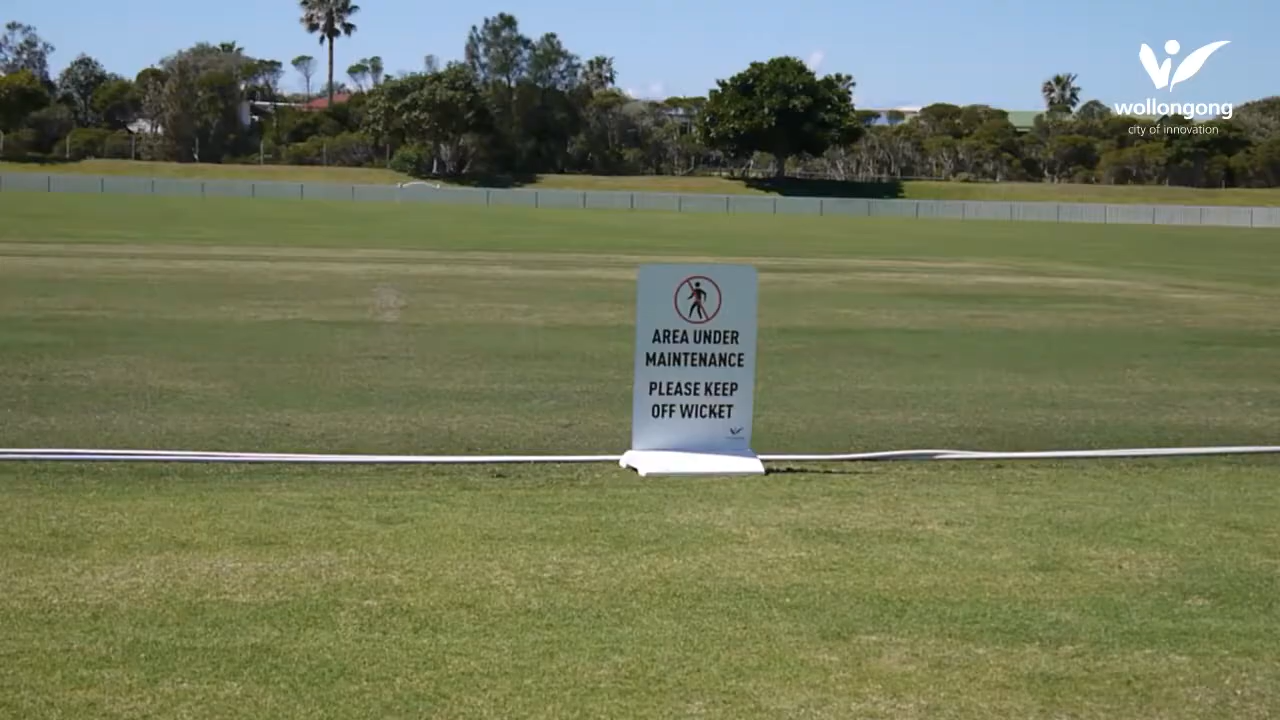 wollongong
city of innovation
AREA UNDER
MAINTENANCE
PLEASE KEEP
OFF WICKET